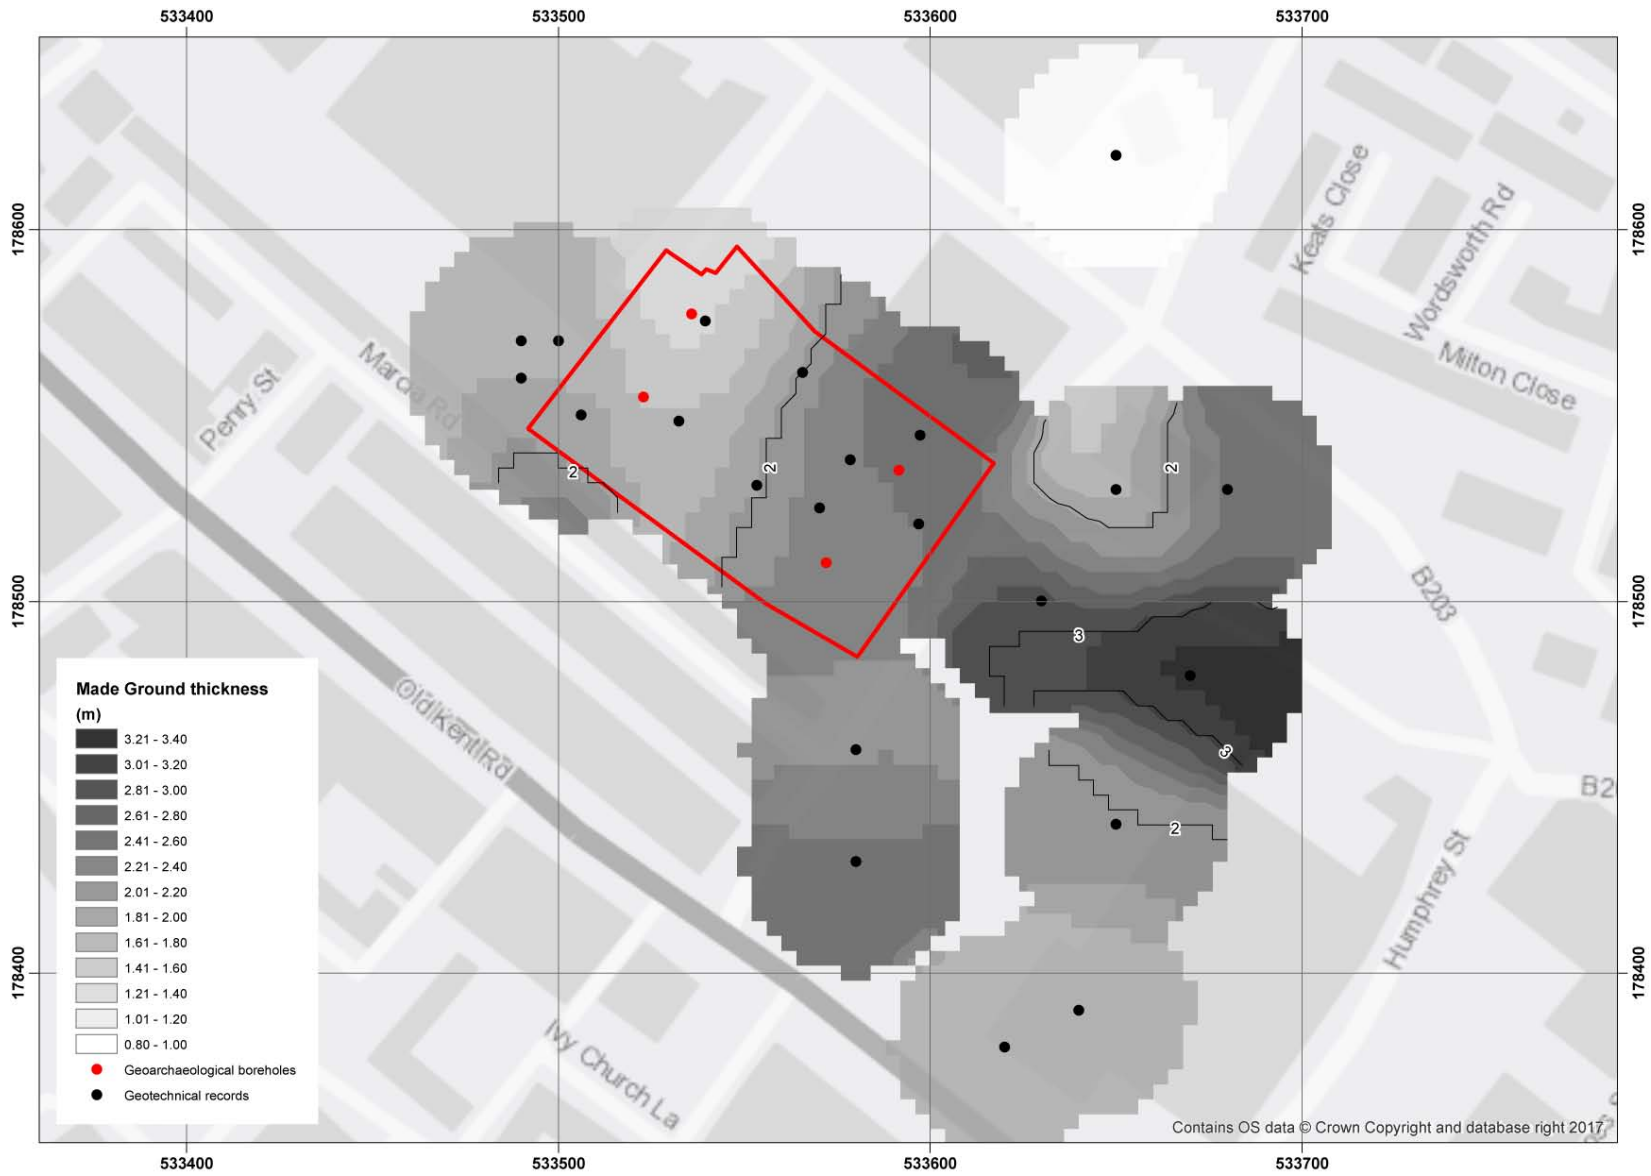 533400 533500 533600 533700
178600 178600
Keats Close
Wordsworth Rd
Milton Close
Penry St
Marcia Rd
2
2
2
178500 178500
B203
3
3
2
Old Kent Rd
B2
Humphrey St
178400 178400
Ivy Church La
Made Ground thickness
(m)
3.21 - 3.40
3.01 - 3.20
2.81 - 3.00
2.61 - 2.80
2.41 - 2.60
2.21 - 2.40
2.01 - 2.20
1.81 - 2.00
1.61 - 1.80
1.41 - 1.60
1.21 - 1.40
1.01 - 1.20
0.80 - 1.00
Geoarchaeological boreholes
Geotechnical records
Contains OS data © Crown Copyright and database right 2017
533400 533500 533600 533700